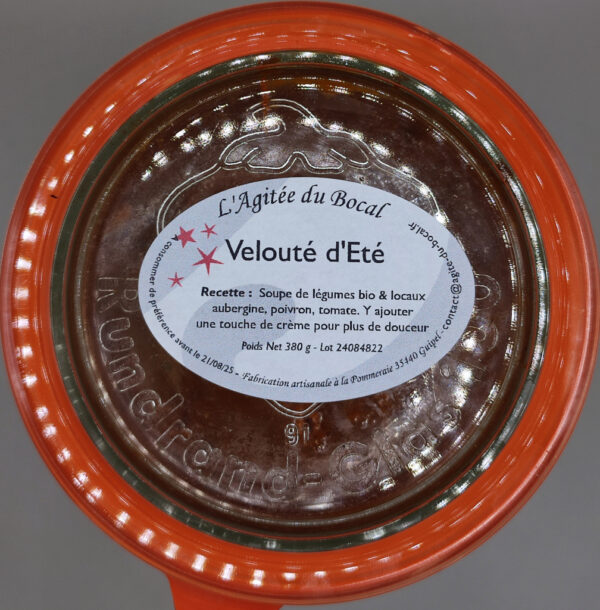 L'Agitée du Bocal
Velouté d'Eté
Recette : Soupe de légumes bio & locaux
aubergine, poivron, tomate. Y ajouter
une touche de crème pour plus de douceur
Poids Net 380 g - Lot 24084822
consommer de préférence avant le 21/08/25 - Fabrication artisanale à la Pommeraie 35440 Guipel - contact@agitee-du-bocal.fr
91
Rundrand-Glas 100